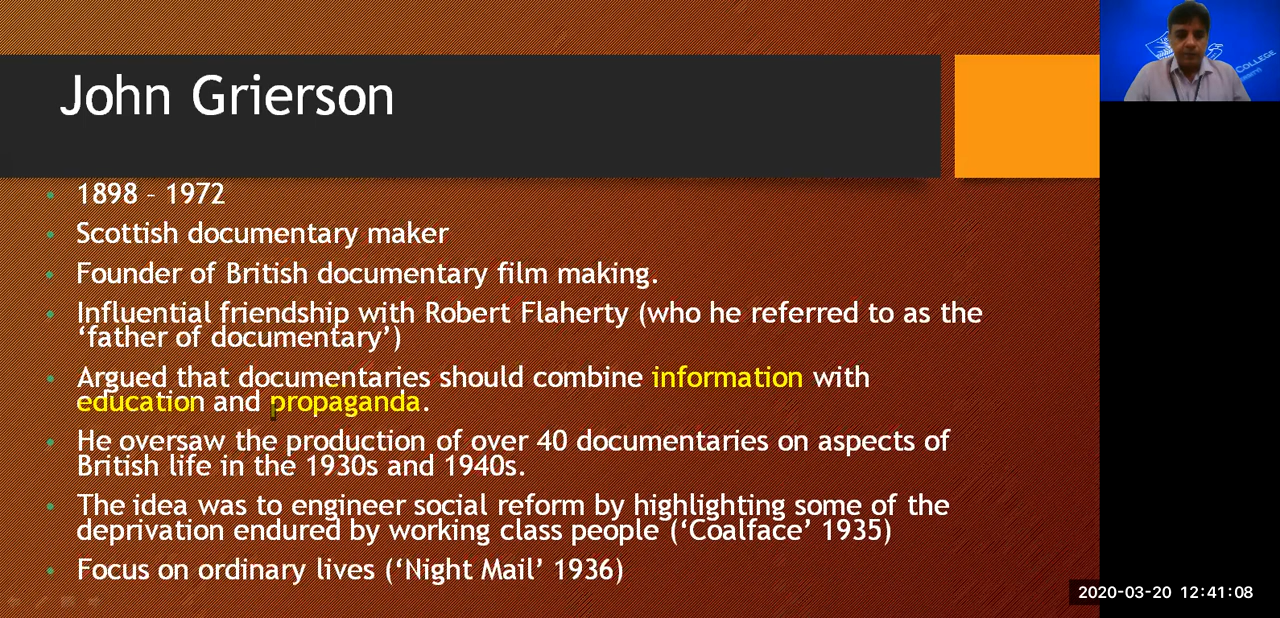 John Grierson
1898 – 1972
Scottish documentary maker
Founder of British documentary film making.
Influential friendship with Robert Flaherty (who he referred to as the
‘father of documentary’)
Argued that documentaries should combine information with
education and propaganda.
He oversaw the production of over 40 documentaries on aspects of
British life in the 1930s and 1940s.
The idea was to engineer social reform by highlighting some of the
deprivation endured by working class people (‘Coalface’ 1935)
Focus on ordinary lives (‘Night Mail’ 1936)
COLLEGE
2020-03-20 12:41:08